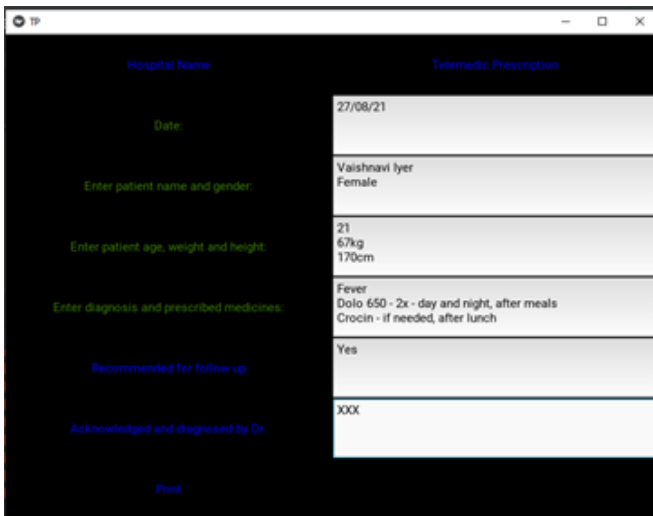 TP
Hospital Name
Telemedic Prescription
Date:
27/08/21
Enter patient name and gender:
Vaishnavi Iyer
Female
Enter patient age, weight and height:
21
67kg
170cm
Enter diagnosis and prescribed medicines:
Fever
Dolo 650 - 2x - day and night, after meals
Crocin - if needed, after lunch
Recommended for follow up
Yes
Acknowledged and diagnosed by Dr.
XXX
Print